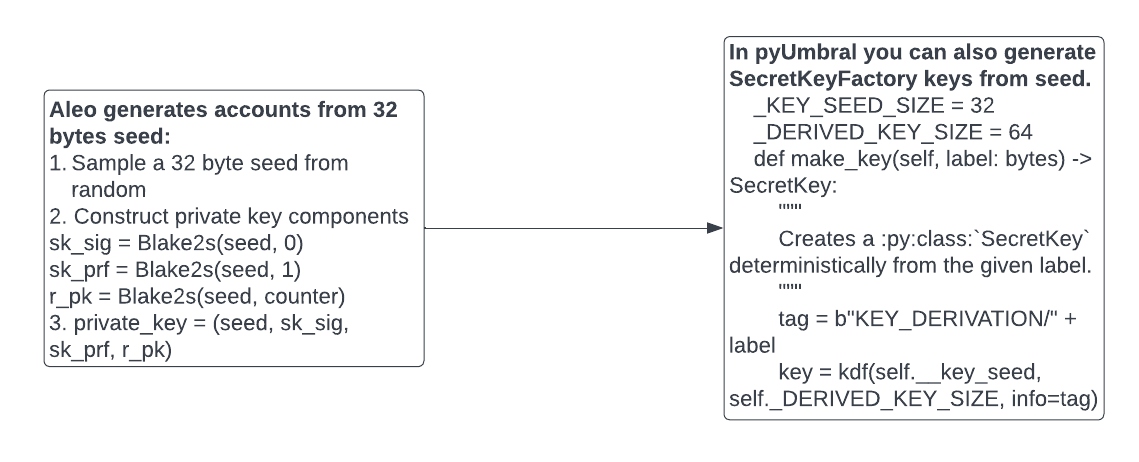 Aleo generates accounts from 32
bytes seed:
1. Sample a 32 byte seed from
random
2. Construct private key components
sk_sig = Blake2s(seed, 0)
sk_prf = Blake2s(seed, 1)
r_pk = Blake2s(seed, counter)
3. private_key = (seed, sk_sig,
sk_prf, r_pk)
In pyUmbral you can also generate
SecretKeyFactory keys from seed.
_KEY_SEED_SIZE = 32
_DERIVED_KEY_SIZE = 64
def make_key(self, label: bytes) ->
SecretKey:
"""
Creates a :py:class:`SecretKey`
deterministically from the given label.
"""
tag = b"KEY_DERIVATION/" +
label
key = kdf(self.__key_seed,
self._DERIVED_KEY_SIZE, info=tag)